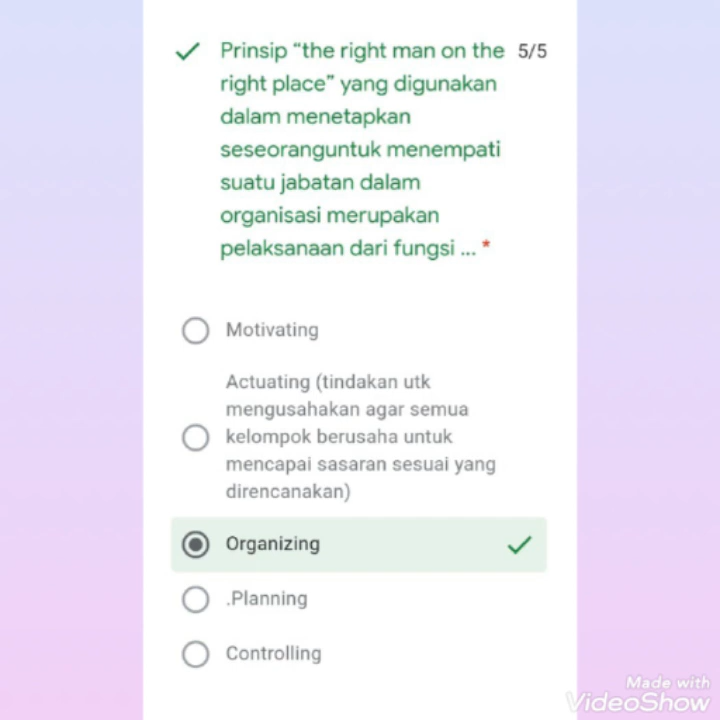 Prinsip “the right man on the 5/5
right place” yang digunakan
dalam menetapkan
seseoranguntuk menempati
suatu jabatan dalam
organisasi merupakan
pelaksanaan dari fungsi ... *
Motivating
Actuating (tindakan utk
mengusahakan agar semua
kelompok berusaha untuk
mencapai sasaran sesuai yang
direncanakan)
Organizing
.Planning
Controlling
Made with
VideoShow